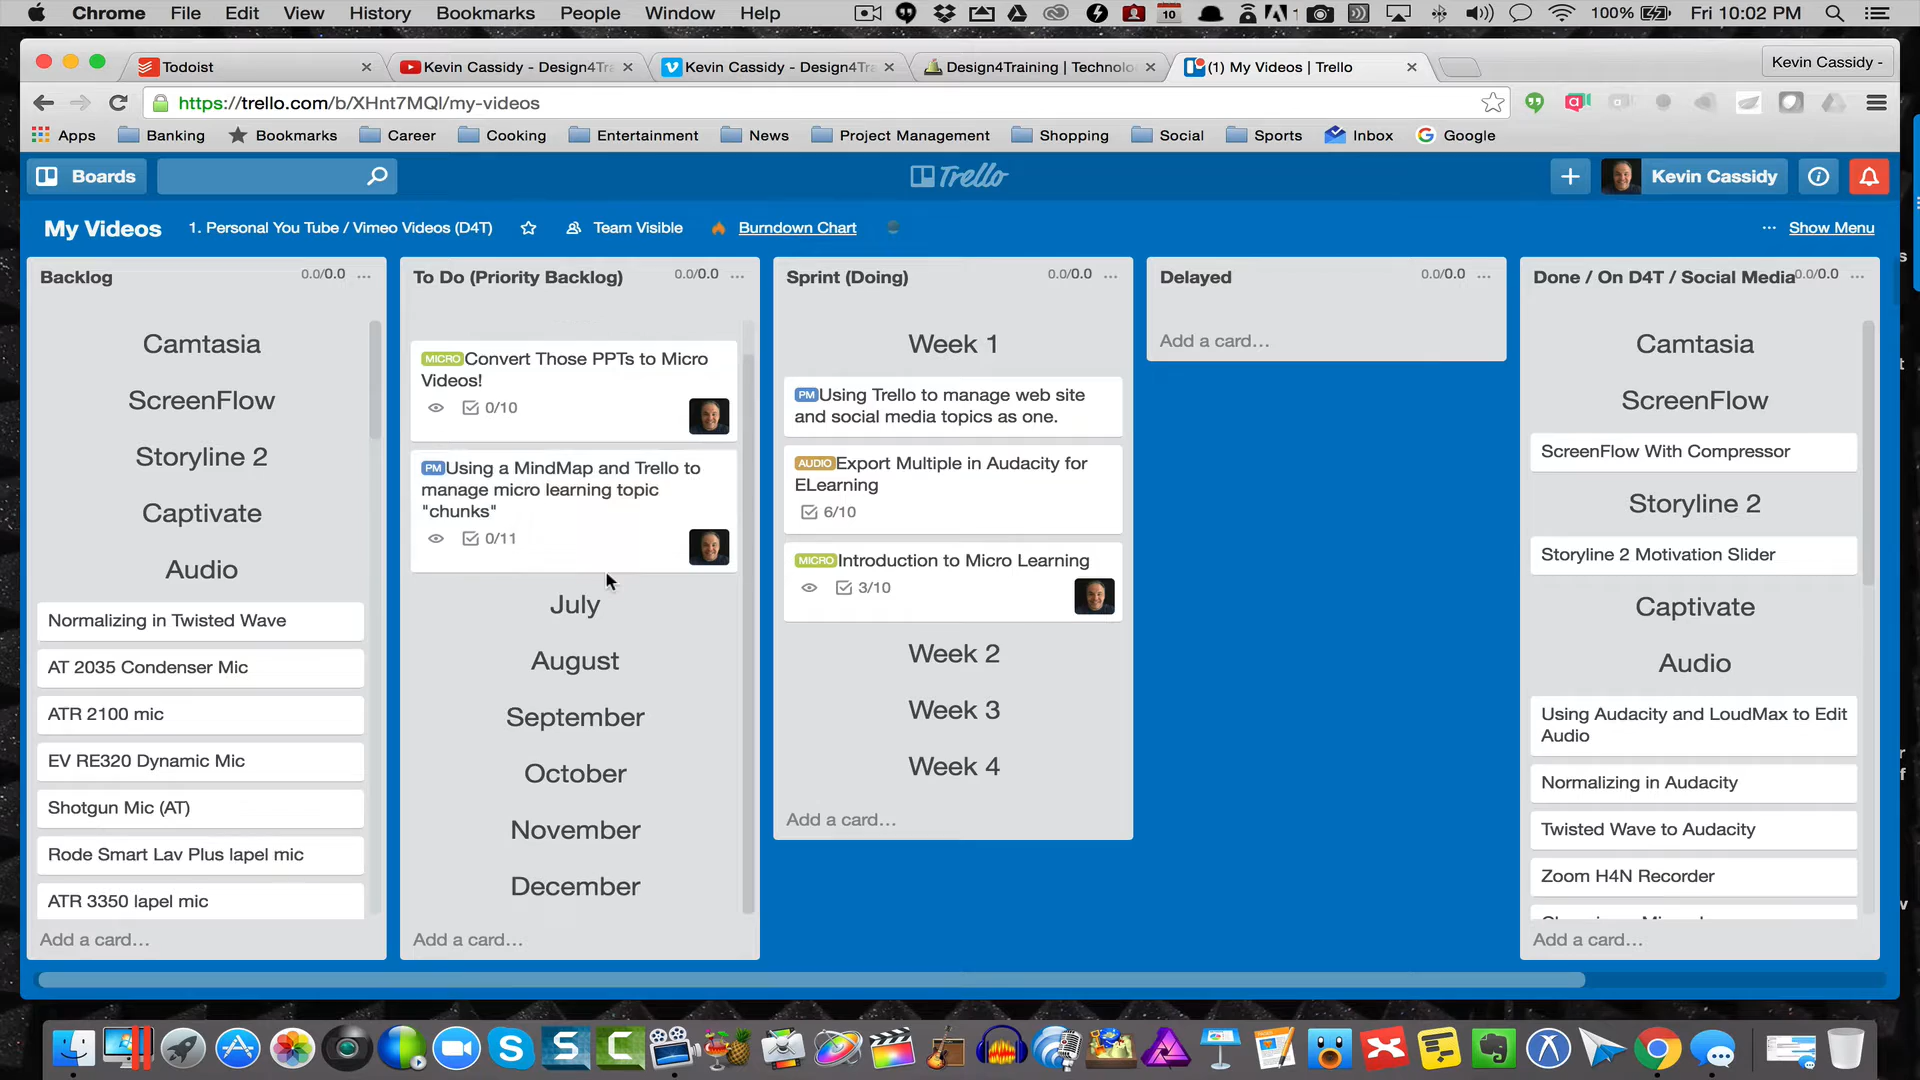 Chrome File Edit View History Bookmarks People Window Help 10 1 100% Fri 10:02 PM
Todoist
Kevin Cassidy - Design4Tra
Kevin Cassidy - Design4Tra
Design4Training | Technolo
(1) My Videos | Trello
Kevin Cassidy -
https://trello.com/b/XHnt7MQl/my-videos
Apps Banking Bookmarks Career Cooking Entertainment News Project Management Shopping Social Sports Inbox Google
Boards
Trello
Kevin Cassidy
My Videos 1. Personal You Tube / Vimeo Videos (D4T) Team Visible Burndown Chart ... Show Menu
Backlog 0.0/0.0 ...
Camtasia
ScreenFlow
Storyline 2
Captivate
Audio
Normalizing in Twisted Wave
AT 2035 Condenser Mic
ATR 2100 mic
EV RE320 Dynamic Mic
Shotgun Mic (AT)
Rode Smart Lav Plus lapel mic
ATR 3350 lapel mic
Add a card...
To Do (Priority Backlog) 0.0/0.0 ...
MICRO Convert Those PPTs to Micro
Videos!
0/10
PM Using a MindMap and Trello to
manage micro learning topic
"chunks"
0/11
July
August
September
October
November
December
Add a card...
Sprint (Doing) 0.0/0.0 ...
Week 1
PM Using Trello to manage web site
and social media topics as one.
AUDIO Export Multiple in Audacity for
ELearning
6/10
MICRO Introduction to Micro Learning
3/10
Week 2
Week 3
Week 4
Add a card...
Delayed 0.0/0.0 ...
Add a card...
Done / On D4T / Social Media 0.0/0.0 ...
Camtasia
ScreenFlow
ScreenFlow With Compressor
Storyline 2
Storyline 2 Motivation Slider
Captivate
Audio
Using Audacity and LoudMax to Edit
Audio
Normalizing in Audacity
Twisted Wave to Audacity
Zoom H4N Recorder
Add a card...